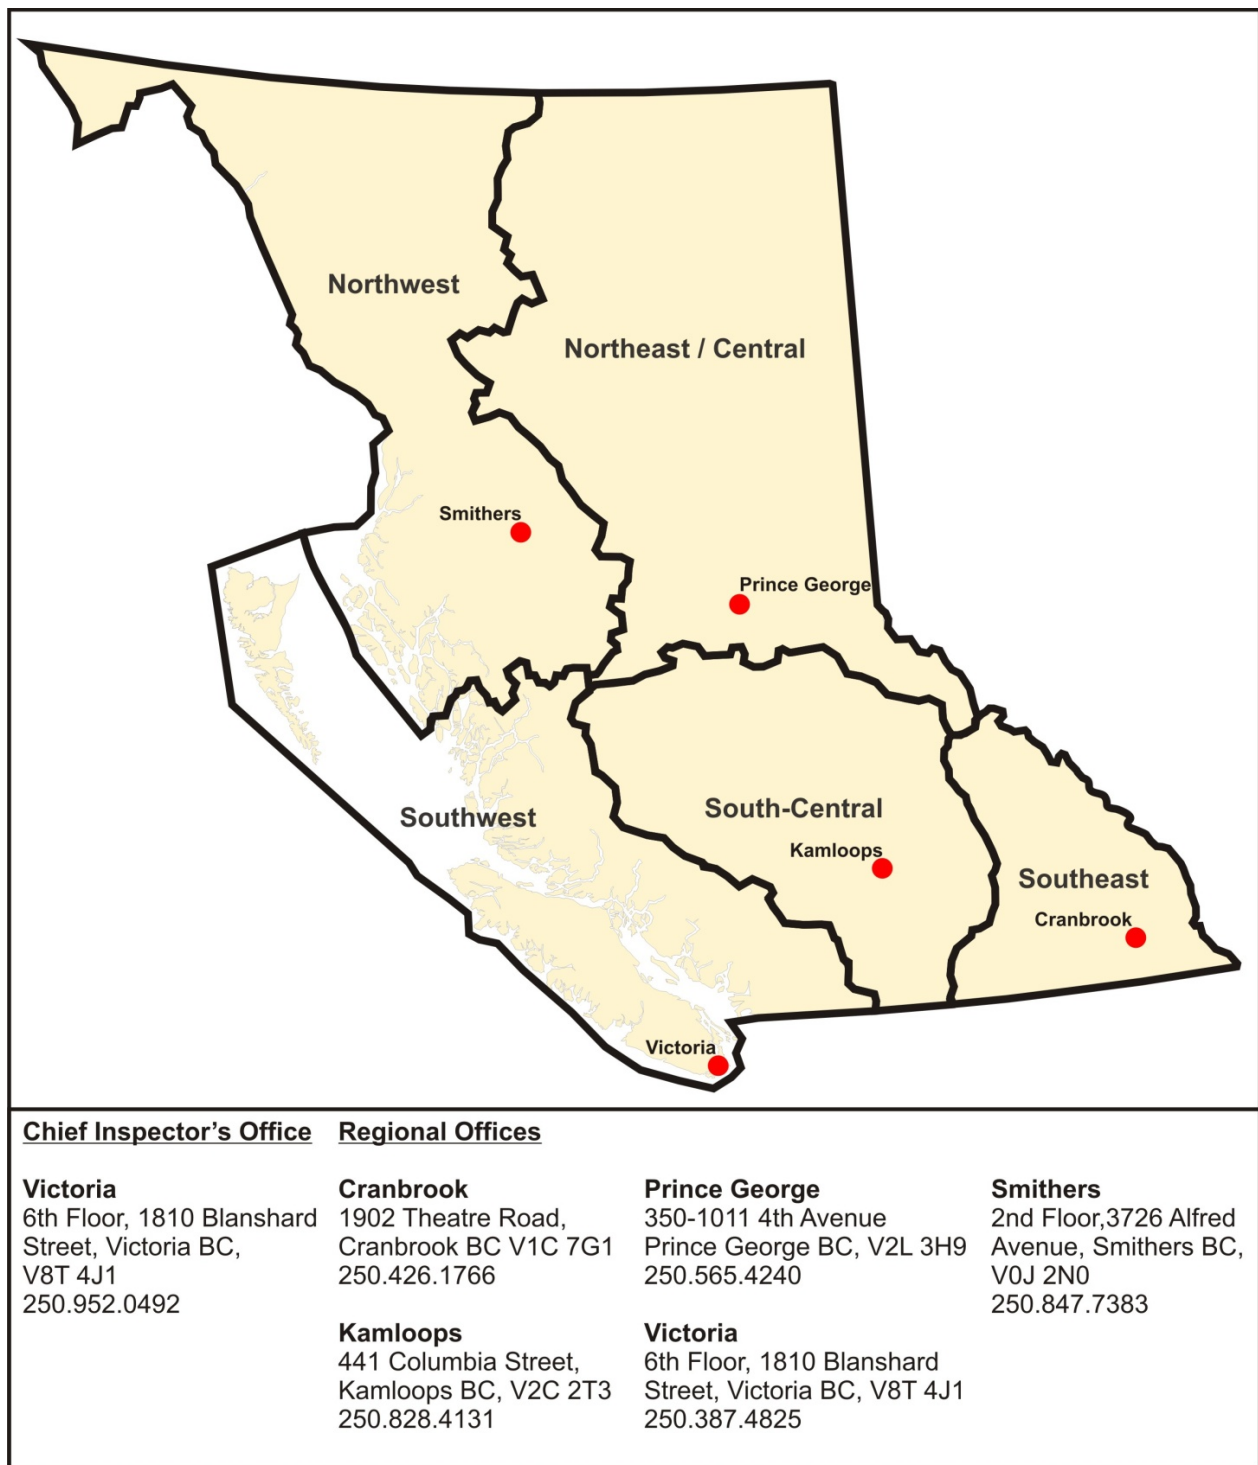 Northwest
Northeast / Central
Smithers
Prince George
Southwest
South-Central
Kamloops
Southeast
Cranbrook
Victoria
Chief Inspector’s Office
Victoria
6th Floor, 1810 Blanshard
Street, Victoria BC,
V8T 4J1
250.952.0492
Regional Offices
Cranbrook
1902 Theatre Road,
Cranbrook BC V1C 7G1
250.426.1766
Kamloops
441 Columbia Street,
Kamloops BC, V2C 2T3
250.828.4131
Prince George
350-1011 4th Avenue
Prince George BC, V2L 3H9
250.565.4240
Victoria
6th Floor, 1810 Blanshard
Street, Victoria BC, V8T 4J1
250.387.4825
Smithers
2nd Floor,3726 Alfred
Avenue, Smithers BC,
V0J 2N0
250.847.7383